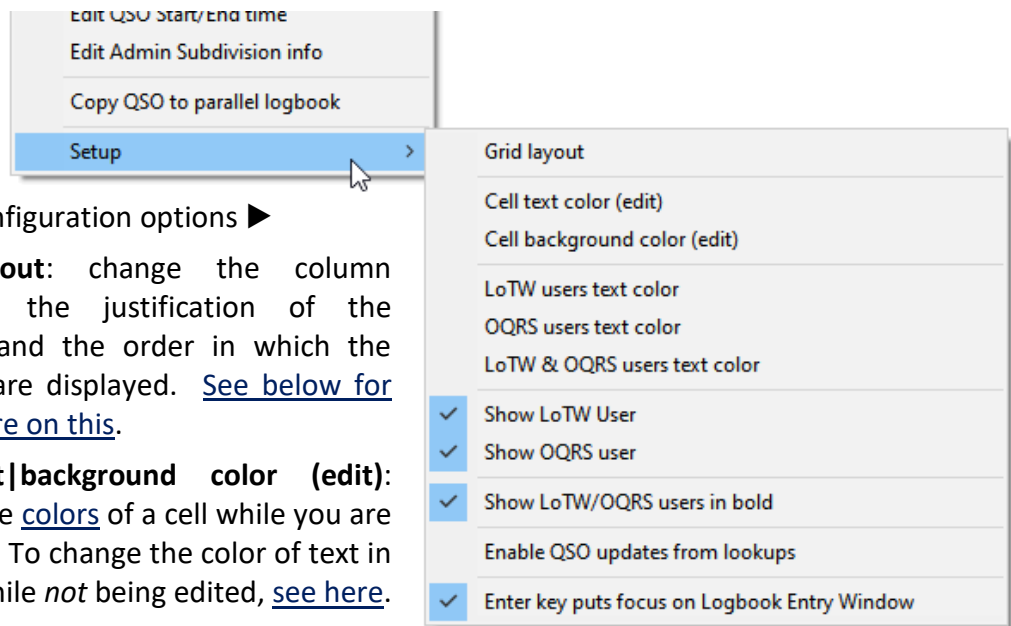 Edit QSO Start/End time
Edit Admin Subdivision info
Copy QSO to parallel logbook
Setup
Grid layout
Cell text color (edit)
Cell background color (edit)
LoTW users text color
OQRS users text color
LoTW & OQRS users text color
Show LoTW User
Show OQRS user
Show LoTW/OQRS users in bold
Enable QSO updates from lookups
Enter key puts focus on Logbook Entry Window
nfiguration options ▶
out: change the column
the justification of the
and the order in which the
are displayed. See below for
re on this.
t|background color (edit):
e colors of a cell while you are
To change the color of text in
hile not being edited, see here.